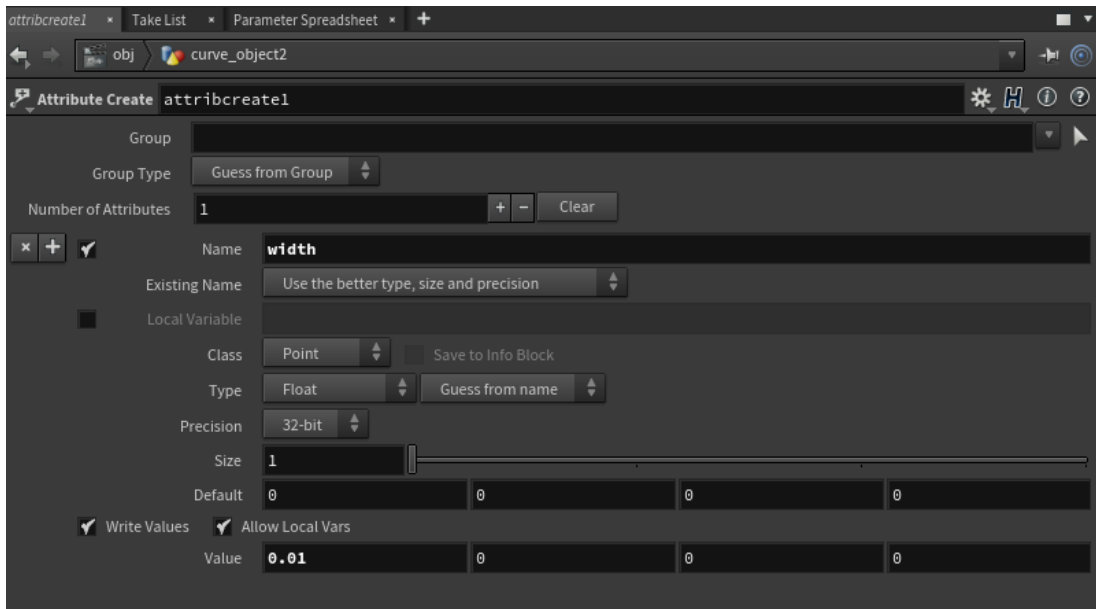 attribcreate1 × Take List × Parameter Spreadsheet × +
obj curve_object2
Attribute Create attribcreate1
Group
Group Type Guess from Group
Number of Attributes 1 + - Clear
× + Name width
Existing Name Use the better type, size and precision
Local Variable
Class Point Save to Info Block
Type Float Guess from name
Precision 32-bit
Size 1
Default 0 0 0 0
Write Values Allow Local Vars
Value 0.01 0 0 0